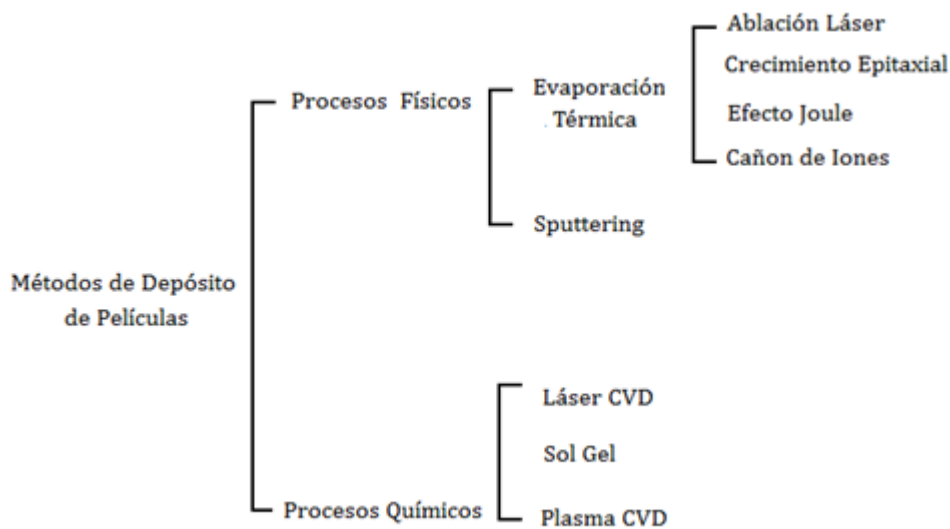 Métodos de Depósito
de Películas
Procesos Físicos
Evaporación
Térmica
Ablación Láser
Crecimiento Epitaxial
Efecto Joule
Cañon de Iones
Sputtering
Procesos Químicos
Láser CVD
Sol Gel
Plasma CVD